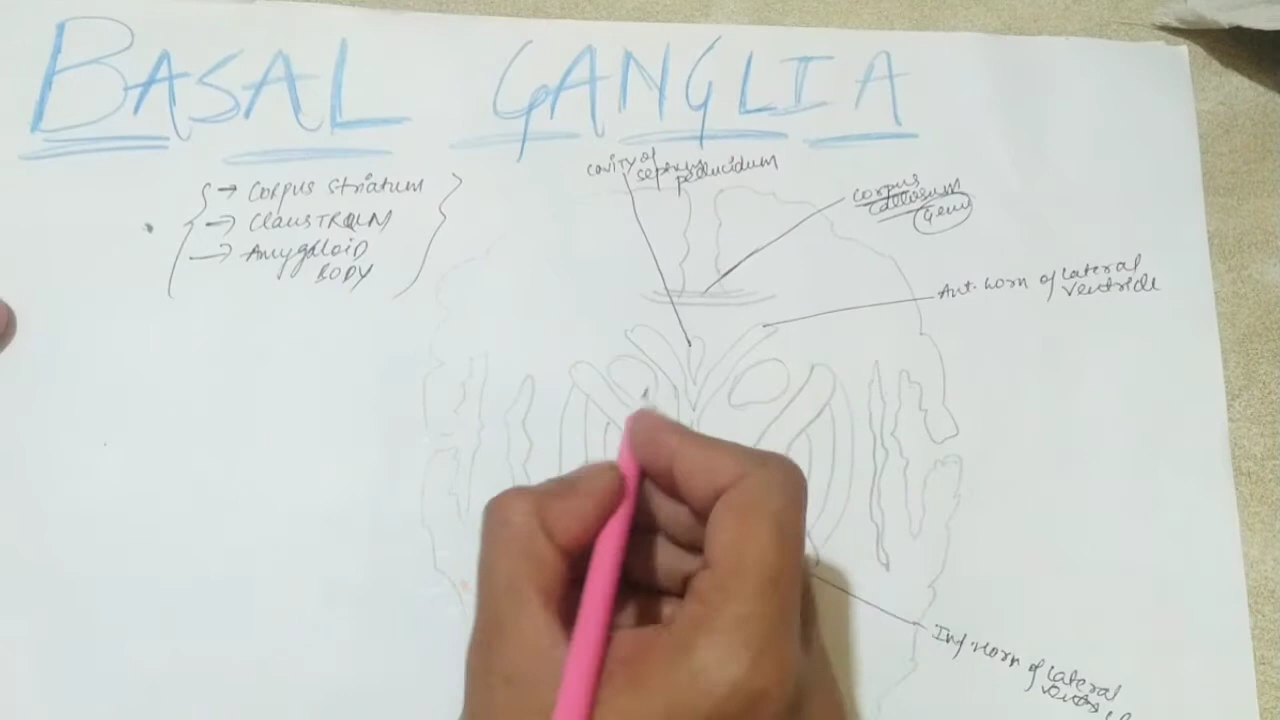 BASAL GANGLIA
→ Corpus Striatum
→ ClausTRUM
→ Amygdloid
BODY
cavity of
septum
pellucidum
corpus
callosum
Genu
Ant. horn of lateral
ventricle
Inf. Horn of lateral